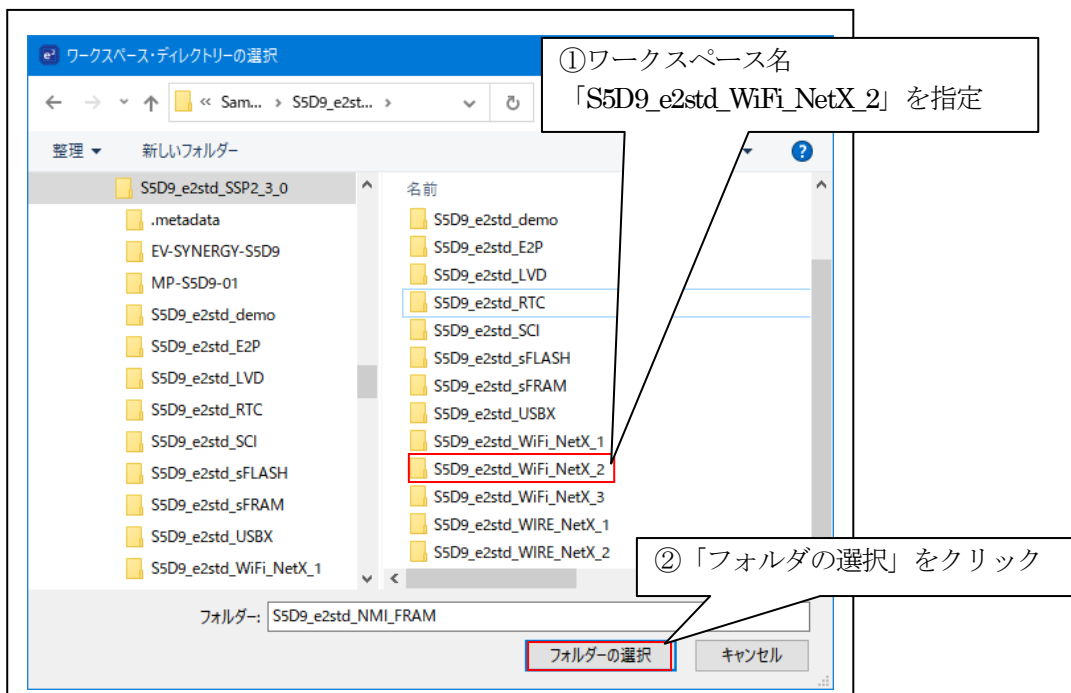 e² ワークスペース・ディレクトリーの選択
①ワークスペース名
「S5D9_e2std_WiFi_NetX_2」を指定
« Sam... › S5D9_e2st... ›
整理 新しいフォルダー
S5D9_e2std_SSP2_3_0
.metadata
EV-SYNERGY-S5D9
MP-S5D9-01
S5D9_e2std_demo
S5D9_e2std_E2P
S5D9_e2std_LVD
S5D9_e2std_RTC
S5D9_e2std_SCI
S5D9_e2std_sFLASH
S5D9_e2std_sFRAM
S5D9_e2std_USBX
S5D9_e2std_WiFi_NetX_1
名前
S5D9_e2std_demo
S5D9_e2std_E2P
S5D9_e2std_LVD
S5D9_e2std_RTC
S5D9_e2std_SCI
S5D9_e2std_sFLASH
S5D9_e2std_sFRAM
S5D9_e2std_USBX
S5D9_e2std_WiFi_NetX_1
S5D9_e2std_WiFi_NetX_2
S5D9_e2std_WiFi_NetX_3
S5D9_e2std_WIRE_NetX_1
S5D9_e2std_WIRE_NetX_2
②「フォルダの選択」をクリック
フォルダー: S5D9_e2std_NMI_FRAM
フォルダーの選択 キャンセル